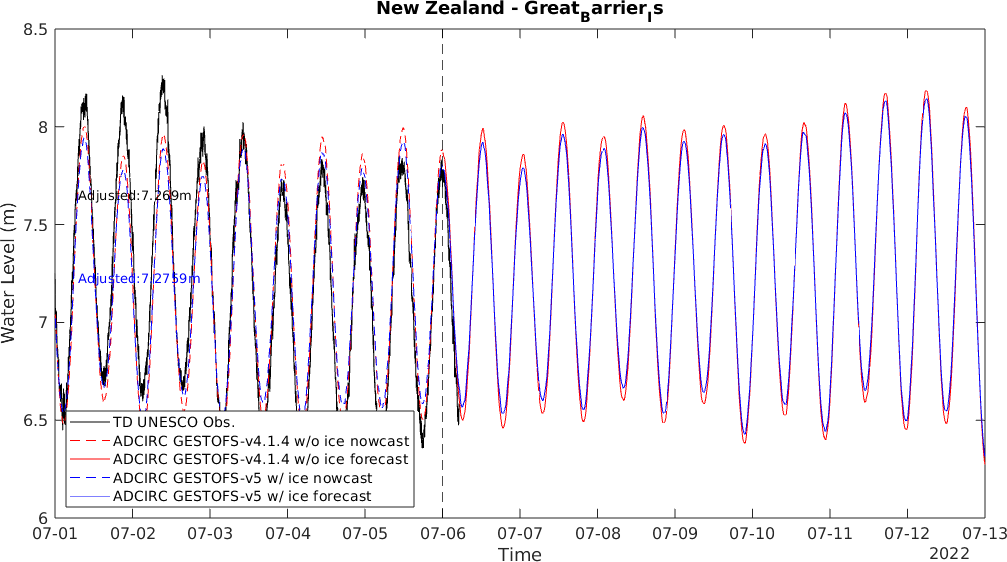 New Zealand - Great_Barrier_Is
8.5
8
7.5
7
6.5
6
Water Level (m)
Adjusted:7.269m
Adjusted:7.2759m
TD UNESCO Obs.
ADCIRC GESTOFS-v4.1.4 w/o ice nowcast
ADCIRC GESTOFS-v4.1.4 w/o ice forecast
ADCIRC GESTOFS-v5 w/ ice nowcast
ADCIRC GESTOFS-v5 w/ ice forecast
07-01 07-02 07-03 07-04 07-05 07-06 07-07 07-08 07-09 07-10 07-11 07-12 07-13
Time
2022